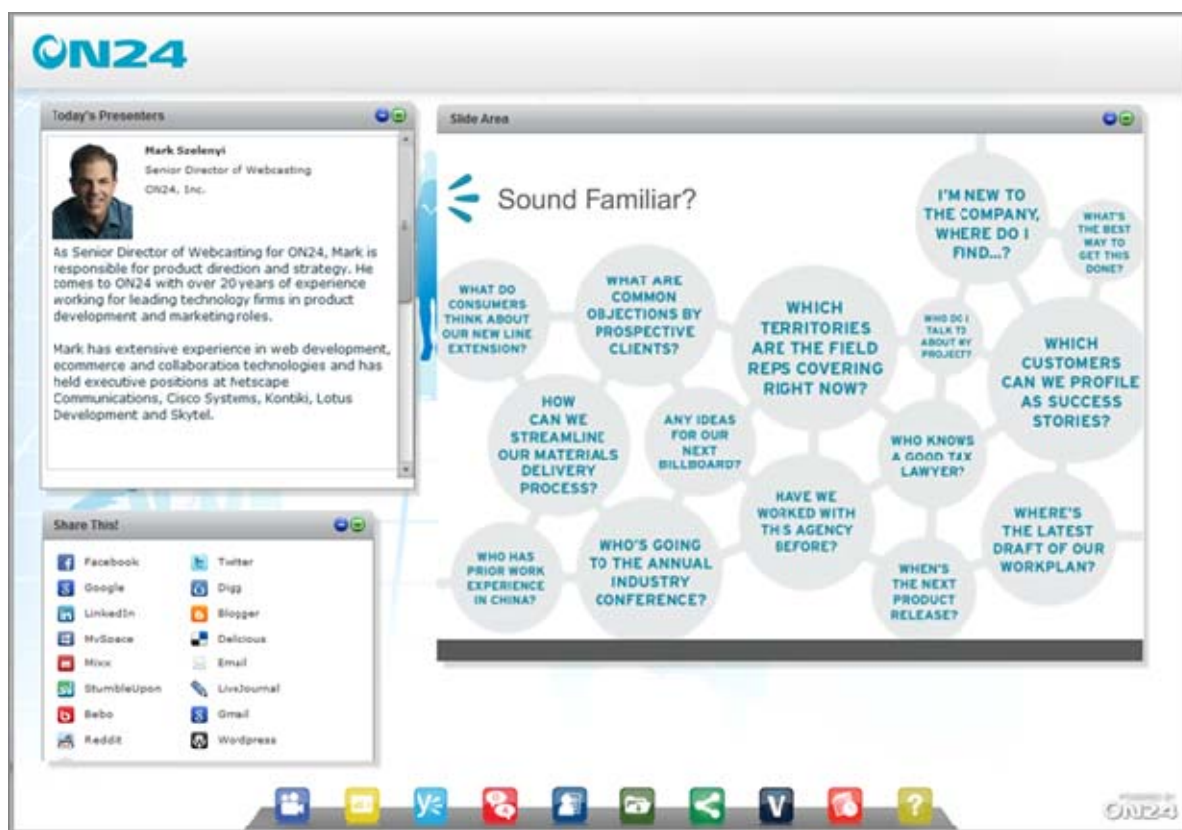 ON24
Today's Presenters
Mark Szelenyi
Senior Director of Webcasting
ON24, Inc.
As Senior Director of Webcasting for ON24, Mark is
responsible for product direction and strategy. He
comes to ON24 with over 20 years of experience
working for leading technology firms in product
development and marketing roles.
Mark has extensive experience in web development,
ecommerce and collaboration technologies and has
held executive positions at Netscape
Communications, Cisco Systems, Kontiki, Lotus
Development and Skytel.
Share This!
Facebook
Twitter
Google
Digg
LinkedIn
Blogger
MySpace
Delicious
Mixx
Email
StumbleUpon
LiveJournal
Bebo
Gmail
Reddit
Wordpress
Slide Area
Sound Familiar?
I'M NEW TO
THE COMPANY,
WHERE DO I
FIND...?
WHAT'S
THE BEST
WAY TO
GET THIS
DONE?
WHAT DO
CONSUMERS
THINK ABOUT
OUR NEW LINE
EXTENSION?
WHAT ARE
COMMON
OBJECTIONS BY
PROSPECTIVE
CLIENTS?
WHICH
TERRITORIES
ARE THE FIELD
REPS COVERING
RIGHT NOW?
WHO DO I
TALK TO
ABOUT MY
PROJECT?
WHICH
CUSTOMERS
CAN WE PROFILE
AS SUCCESS
STORIES?
HOW
CAN WE
STREAMLINE
OUR MATERIALS
DELIVERY
PROCESS?
ANY IDEAS
FOR OUR
NEXT
BILLBOARD?
WHO KNOWS
A GOOD TAX
LAWYER?
HAVE WE
WORKED WITH
THIS AGENCY
BEFORE?
WHERE'S
THE LATEST
DRAFT OF OUR
WORKPLAN?
WHO HAS
PRIOR WORK
EXPERIENCE
IN CHINA?
WHO'S GOING
TO THE ANNUAL
INDUSTRY
CONFERENCE?
WHEN'S
THE NEXT
PRODUCT
RELEASE?
POWERED BY
ON24